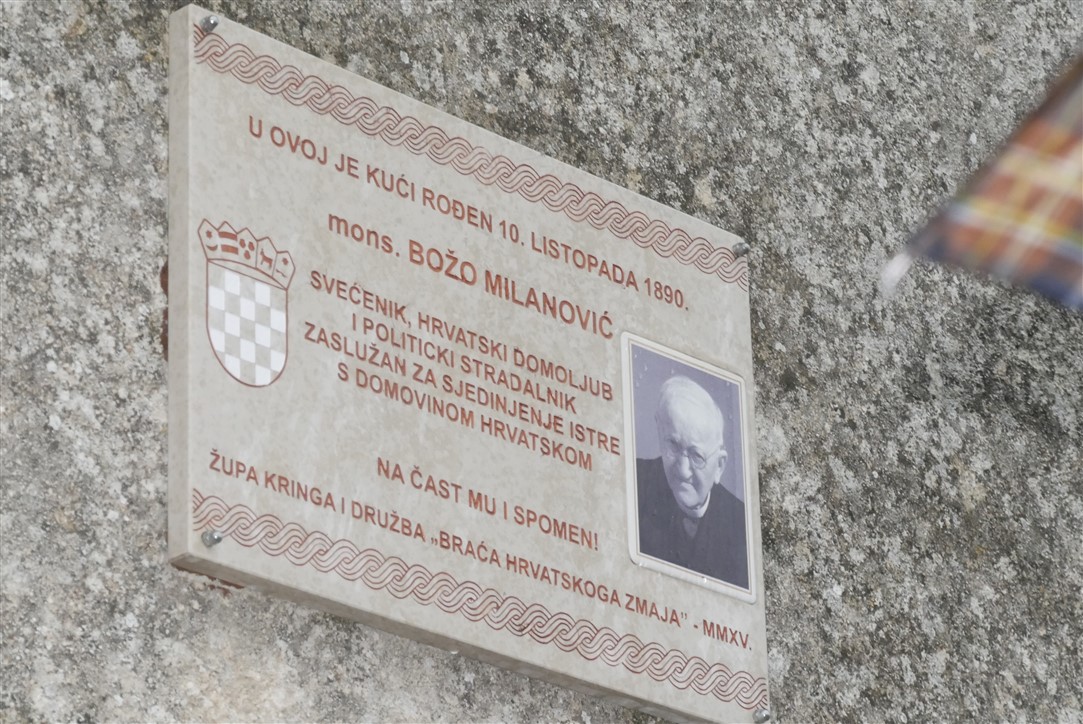 U OVOJ JE KUĆI ROĐEN 10. LISTOPADA 1890.
mons. BOŽO MILANOVIĆ
SVEĆENIK, HRVATSKI DOMOLJUB
I POLITICKI STRADALNIK
ZASLUŽAN ZA SJEDINJENJE ISTRE
S DOMOVINOM HRVATSKOM
NA ČAST MU I SPOMEN!
ŽUPA KRINGA I DRUŽBA „BRAĆA HRVATSKOGA ZMAJA” - MMXV.